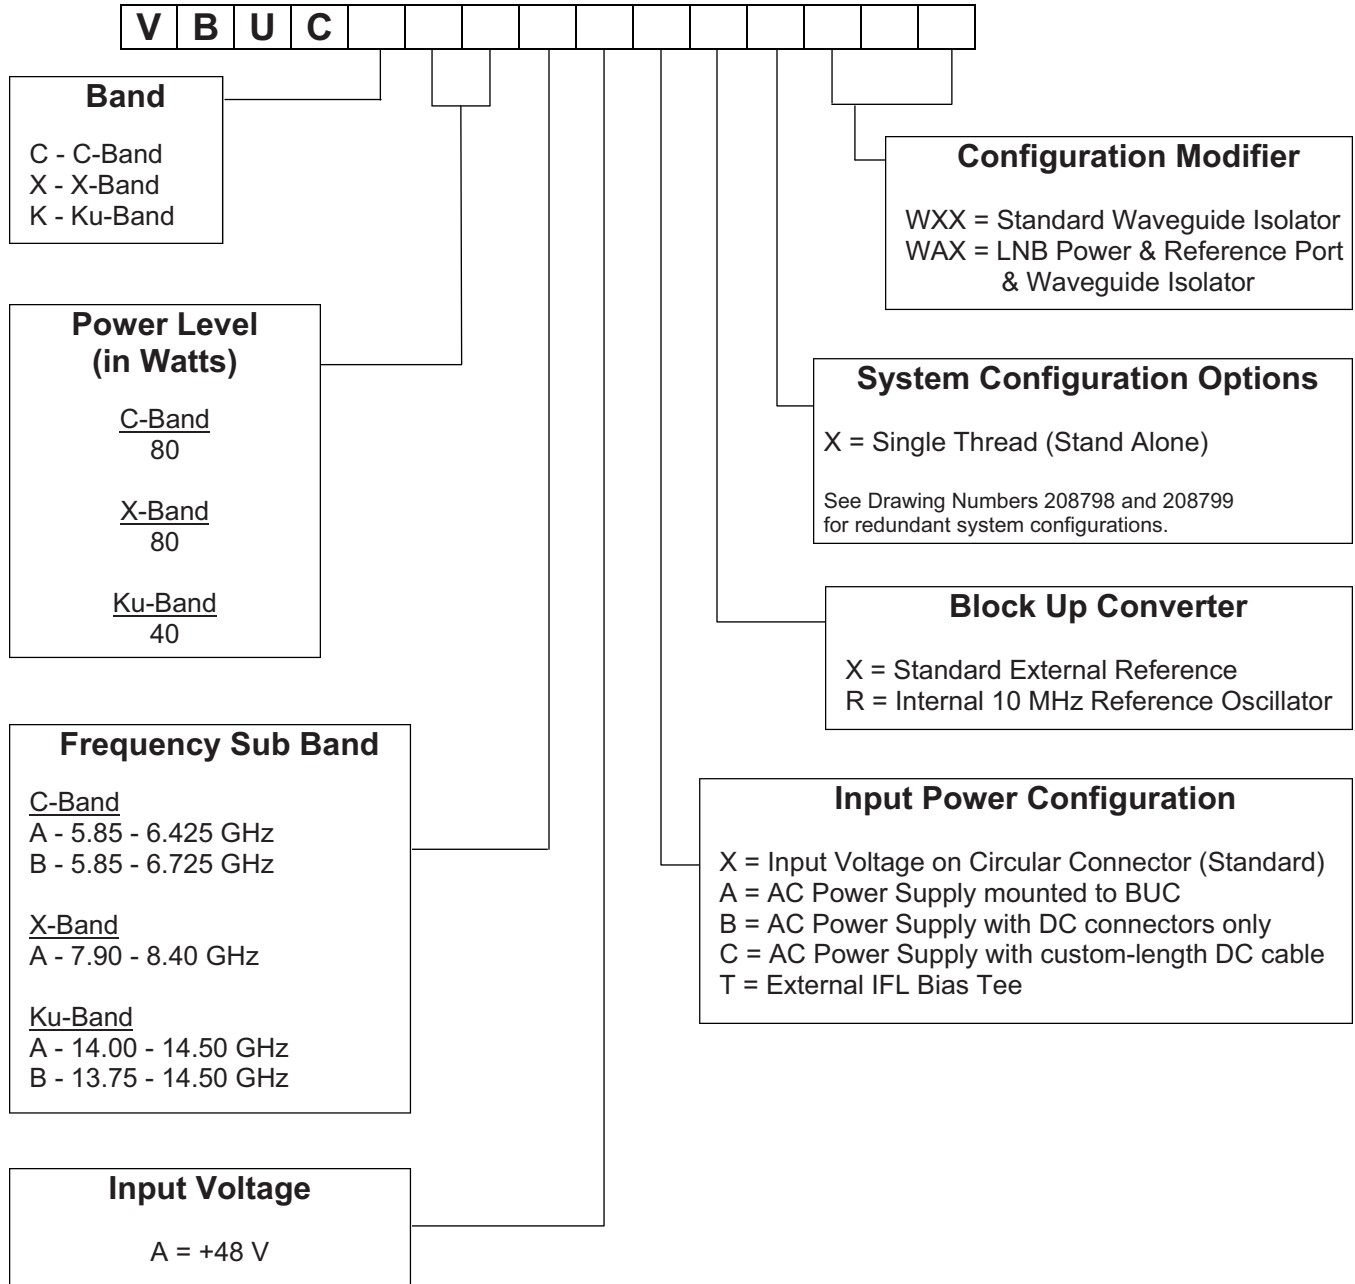 V B U C
Band
C - C-Band
X - X-Band
K - Ku-Band
Power Level
(in Watts)
C-Band
80
X-Band
80
Ku-Band
40
Frequency Sub Band
C-Band
A - 5.85 - 6.425 GHz
B - 5.85 - 6.725 GHz
X-Band
A - 7.90 - 8.40 GHz
Ku-Band
A - 14.00 - 14.50 GHz
B - 13.75 - 14.50 GHz
Input Voltage
A = +48 V
Configuration Modifier
WXX = Standard Waveguide Isolator
WAX = LNB Power & Reference Port
& Waveguide Isolator
System Configuration Options
X = Single Thread (Stand Alone)
See Drawing Numbers 208798 and 208799
for redundant system configurations.
Block Up Converter
X = Standard External Reference
R = Internal 10 MHz Reference Oscillator
Input Power Configuration
X = Input Voltage on Circular Connector (Standard)
A = AC Power Supply mounted to BUC
B = AC Power Supply with DC connectors only
C = AC Power Supply with custom-length DC cable
T = External IFL Bias Tee